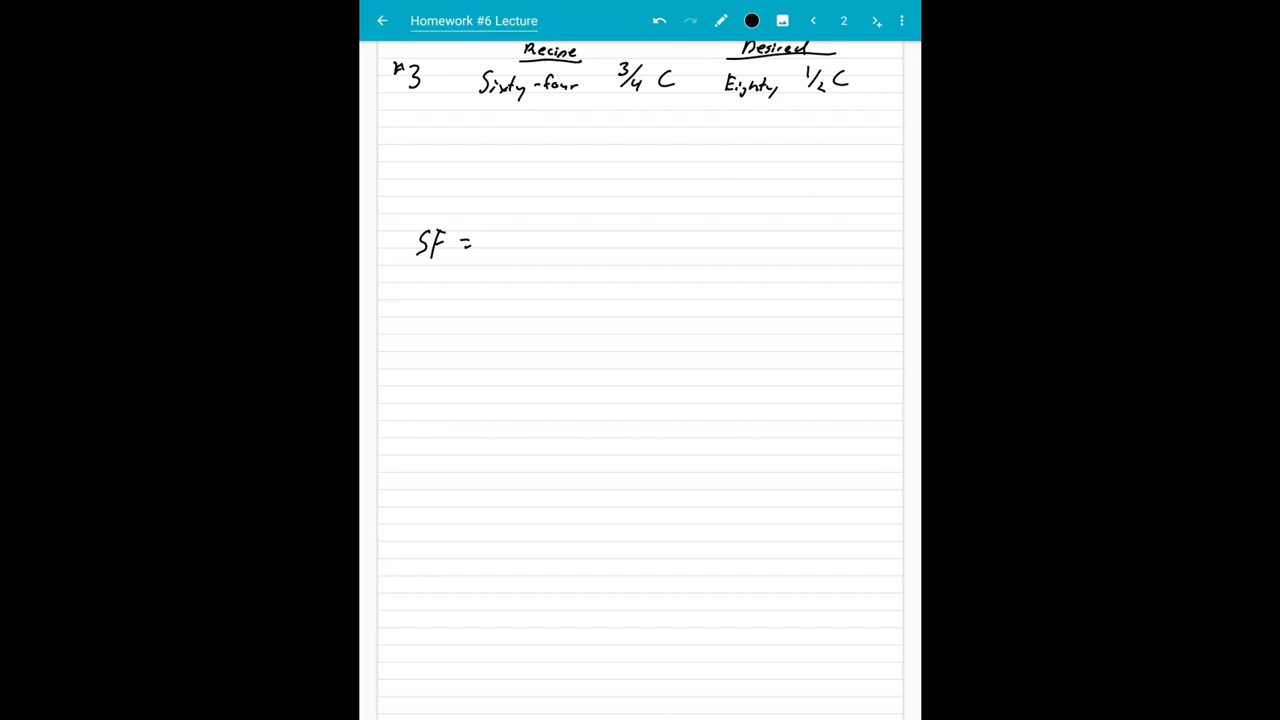 Homework #6 Lecture 2
Recipe Desired
#3 Sixty-four 3/4 C Eighty 1/2 C
SF =